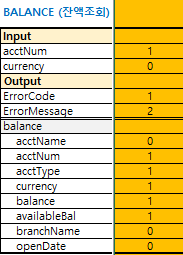 BALANCE (잔액조회)
Input
acctNum 1
currency 0
Output
ErrorCode 1
ErrorMessage 2
balance
acctName 0
acctNum 1
acctType 1
currency 1
balance 1
availableBal 1
branchName 0
openDate 0